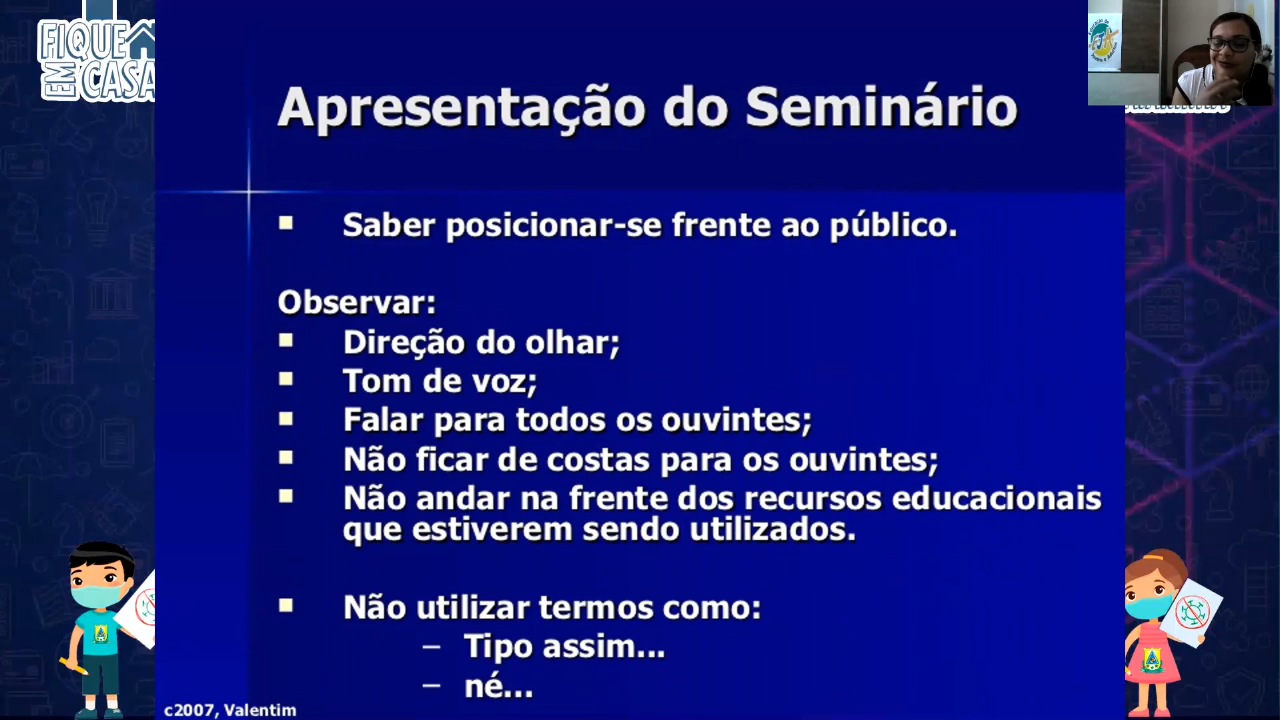 FIQUE
EM CASA
Apresentação do Seminário
Saber posicionar-se frente ao público.
Observar:
Direção do olhar;
Tom de voz;
Falar para todos os ouvintes;
Não ficar de costas para os ouvintes;
Não andar na frente dos recursos educacionais
que estiverem sendo utilizados.
Não utilizar termos como:
– Tipo assim...
– né...
c2007, Valentim